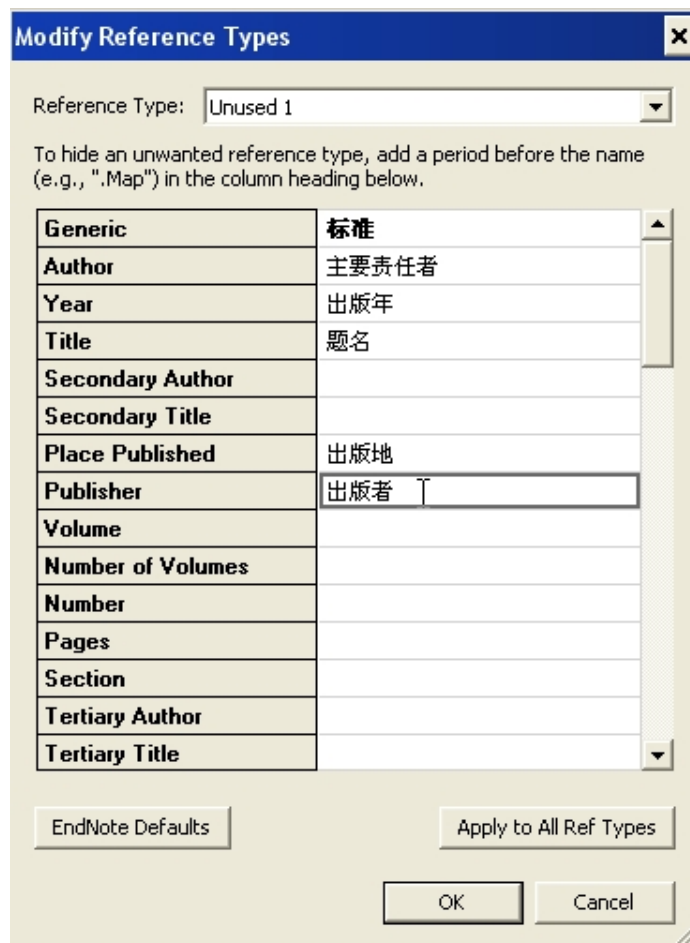 Modify Reference Types
Reference Type: Unused 1
To hide an unwanted reference type, add a period before the name
(e.g., ".Map") in the column heading below.
Generic 标准
Author 主要责任者
Year 出版年
Title 题名
Secondary Author
Secondary Title
Place Published 出版地
Publisher 出版者
Volume
Number of Volumes
Number
Pages
Section
Tertiary Author
Tertiary Title
EndNote Defaults Apply to All Ref Types
OK Cancel